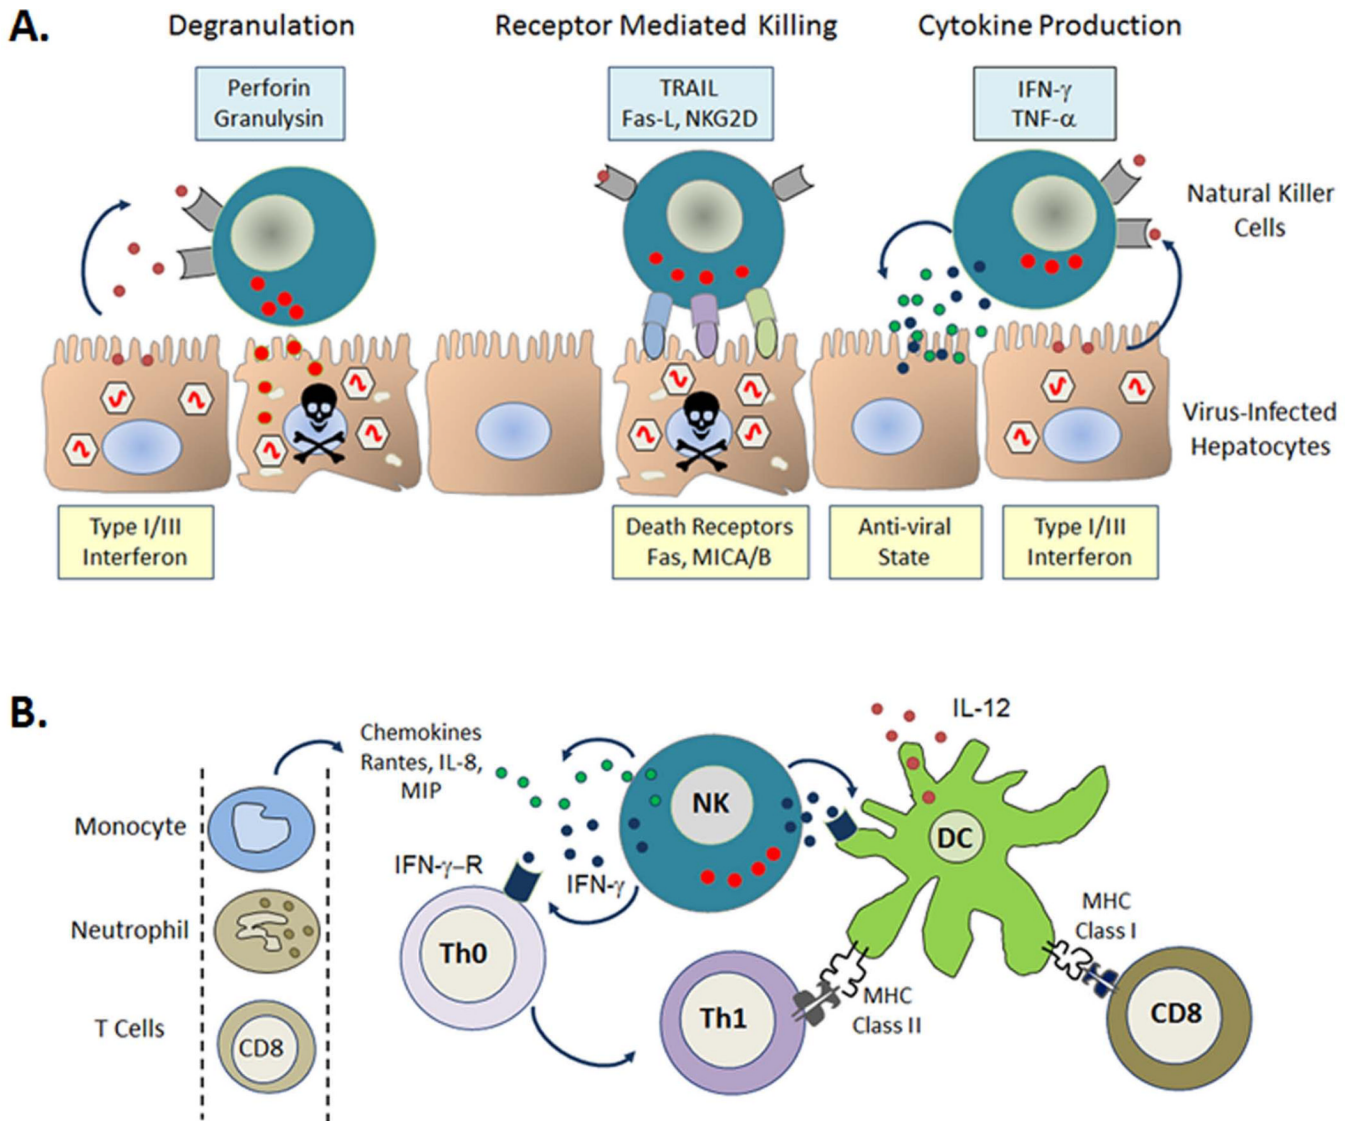 A.
Degranulation
Receptor Mediated Killing
Cytokine Production
Perforin
Granulysin
TRAIL
Fas-L, NKG2D
IFN-γ
TNF-α
Natural Killer
Cells
Virus-Infected
Hepatocytes
Type I/III
Interferon
Death Receptors
Fas, MICA/B
Anti-viral
State
Type I/III
Interferon
B.
Chemokines
Rantes, IL-8,
MIP
IL-12
NK
DC
Monocyte
IFN-γ–R
IFN-γ
MHC
Class I
Neutrophil
Th0
MHC
Class II
Th1
CD8
T Cells
CD8